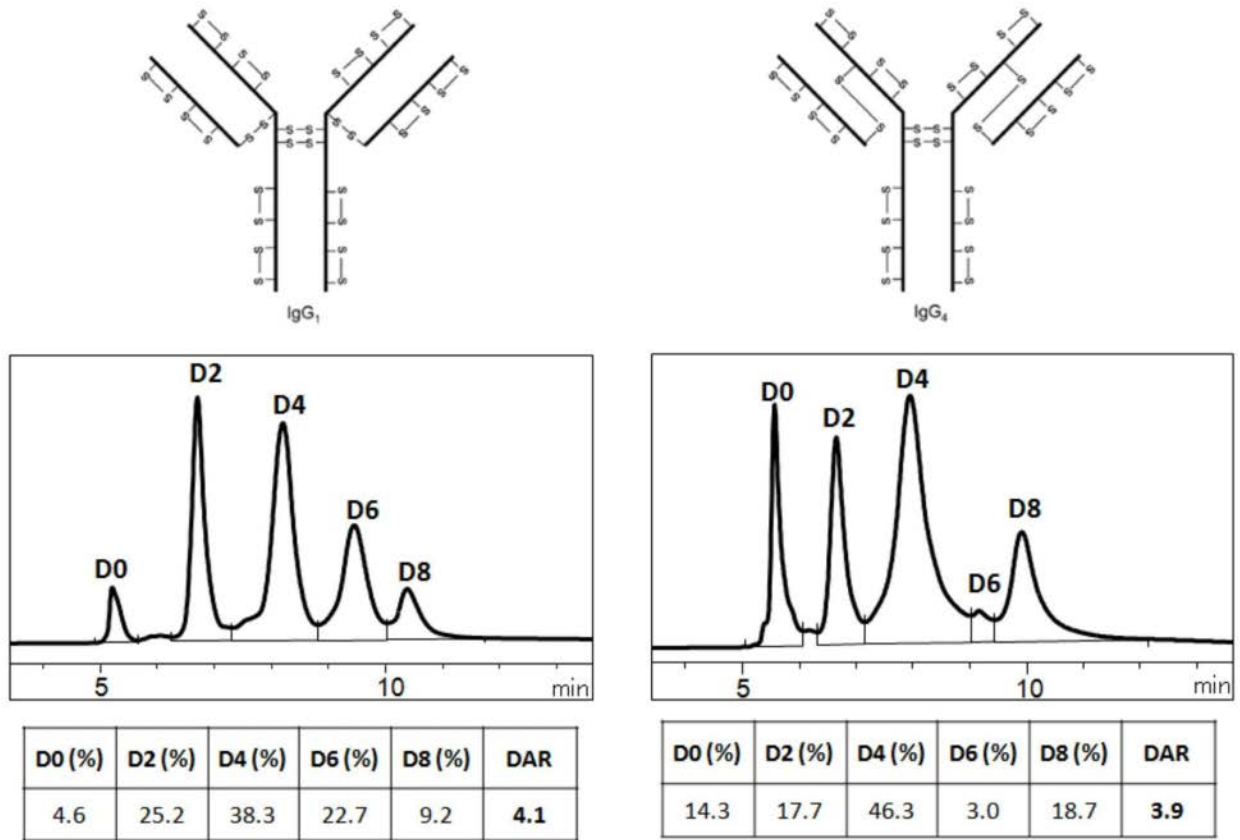 IgG₁
IgG₄
D0
D2
D4
D6
D8
5
10
min
D0
D2
D4
D6
D8
5
10
min
D0 (%) D2 (%) D4 (%) D6 (%) D8 (%) DAR
4.6 25.2 38.3 22.7 9.2 4.1
D0 (%) D2 (%) D4 (%) D6 (%) D8 (%) DAR
14.3 17.7 46.3 3.0 18.7 3.9